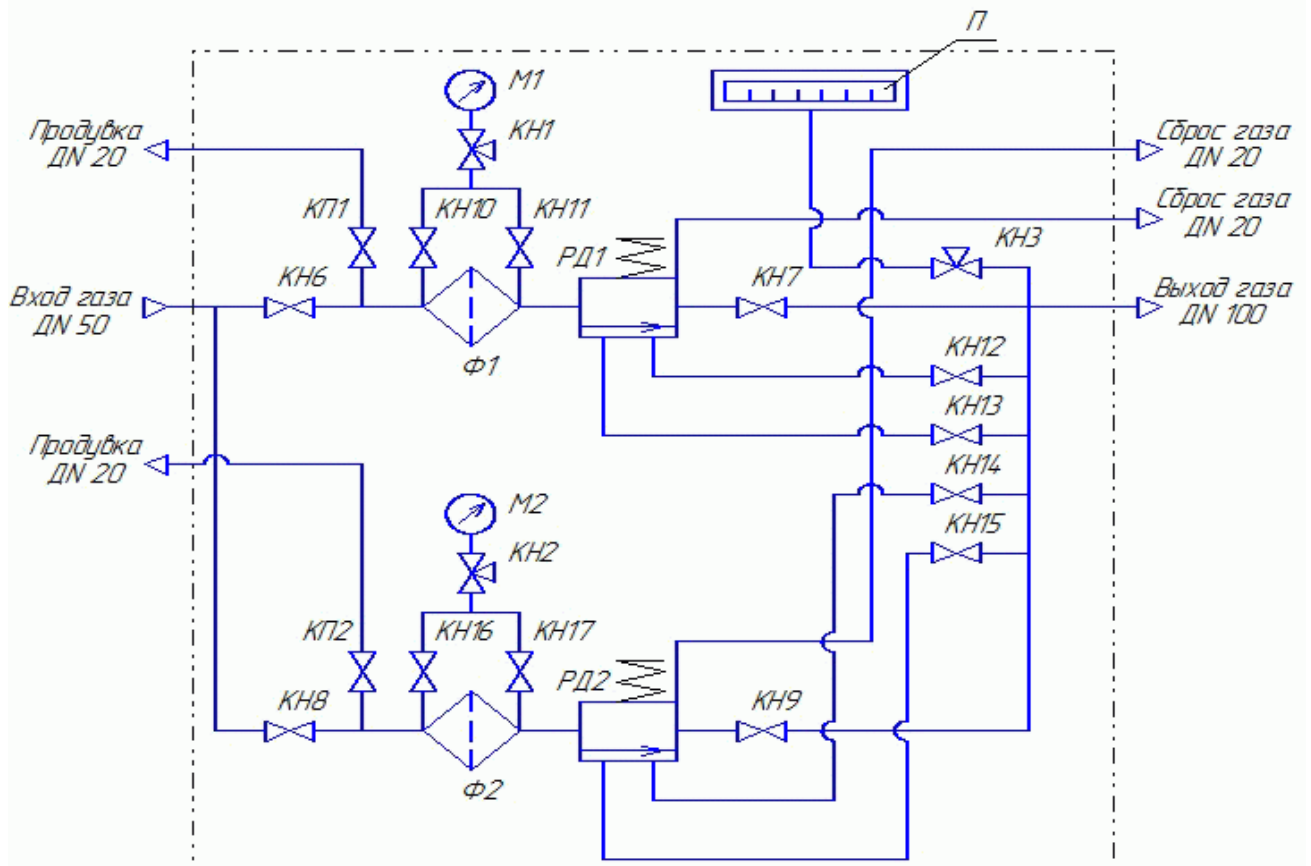 П
М1
КН1
Продувка
ДN 20
Сброс газа
ДN 20
КП1
КН10
КН11
Сброс газа
ДN 20
РД1
КН3
КН6
КН7
Вход газа
ДN 50
Выход газа
ДN 100
Ф1
КН12
КН13
Продувка
ДN 20
КН14
М2
КН15
КН2
КП2
КН16
КН17
РД2
КН8
КН9
Ф2